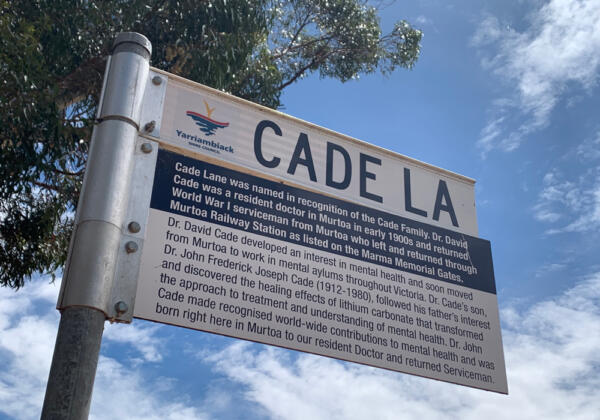 Yarriambiack
SHIRE COUNCIL
CADE LA
Cade Lane was named in recognition of the Cade Family. Dr. David
Cade was a resident doctor in Murtoa in early 1900s and returned
World War I serviceman from Murtoa who left and returned through
Murtoa Railway Station as listed on the Marma Memorial Gates.
Dr. David Cade developed an interest in mental health and soon moved
from Murtoa to work in mental aylums throughout Victoria. Dr. Cade's son,
Dr. John Frederick Joseph Cade (1912-1980), followed his father's interest
and discovered the healing effects of lithium carbonate that transformed
the approach to treatment and understanding of mental health. Dr. John
Cade made recognised world-wide contributions to mental health and was
born right here in Murtoa to our resident Doctor and returned Serviceman.